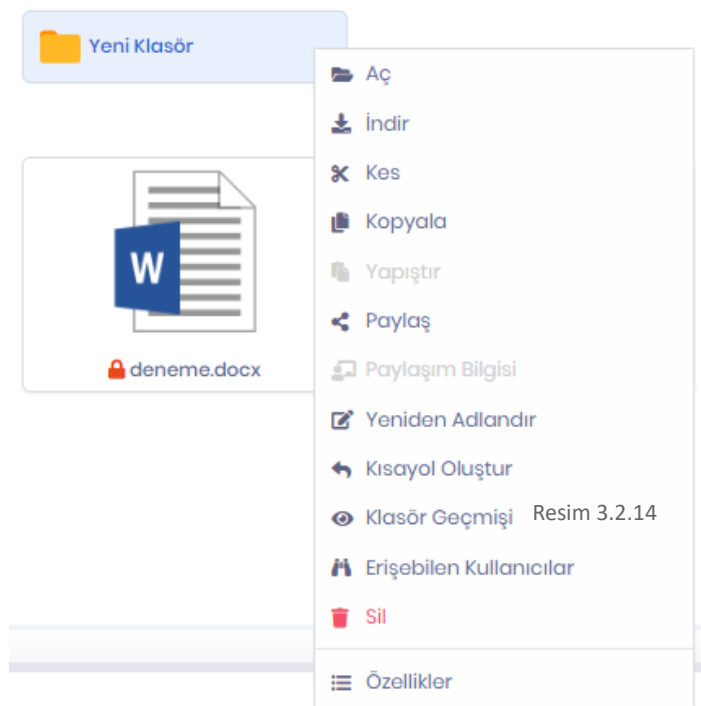 Yeni Klasör
Aç
İndir
Kes
Kopyala
Yapıştır
Paylaş
W
deneme.docx
Paylaşım Bilgisi
Yeniden Adlandır
Kısayol Oluştur
Klasör Geçmişi Resim 3.2.14
Erişebilen Kullanıcılar
Sil
Özellikler